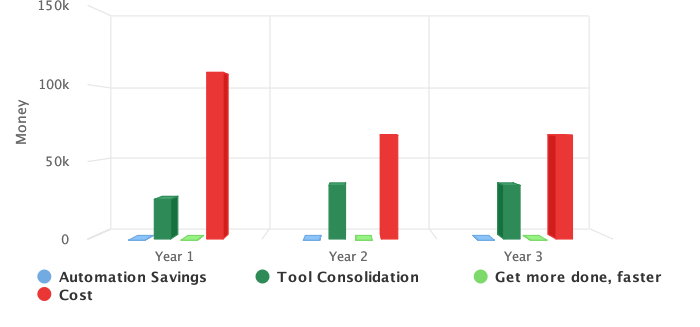 150k
100k
50k
0
Money
Year 1 Year 2 Year 3
Automation Savings Tool Consolidation Get more done, faster
Cost